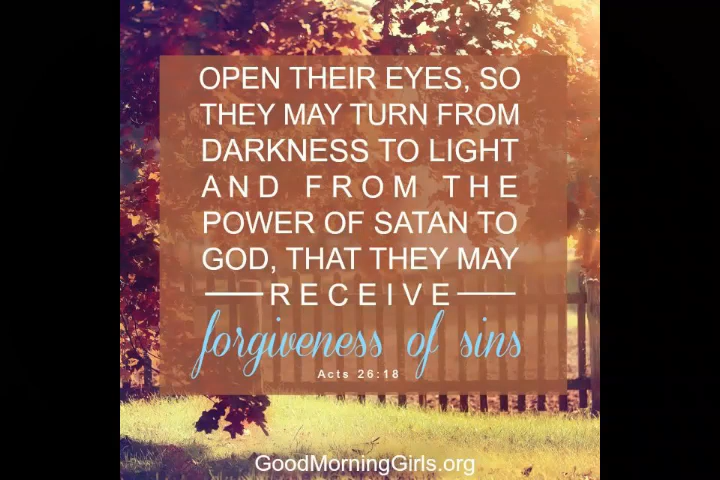 OPEN THEIR EYES, SO
THEY MAY TURN FROM
DARKNESS TO LIGHT
AND FROM THE
POWER OF SATAN TO
GOD, THAT THEY MAY
RECEIVE
forgiveness of sins
Acts 26:18
GoodMorningGirls.org